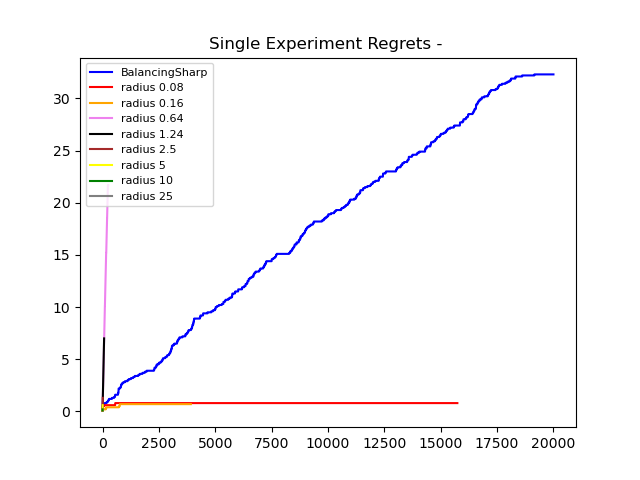 Single Experiment Regrets -
BalancingSharp
radius 0.08
radius 0.16
radius 0.64
radius 1.24
radius 2.5
radius 5
radius 10
radius 25
30
25
20
15
10
5
0
0 2500 5000 7500 10000 12500 15000 17500 20000